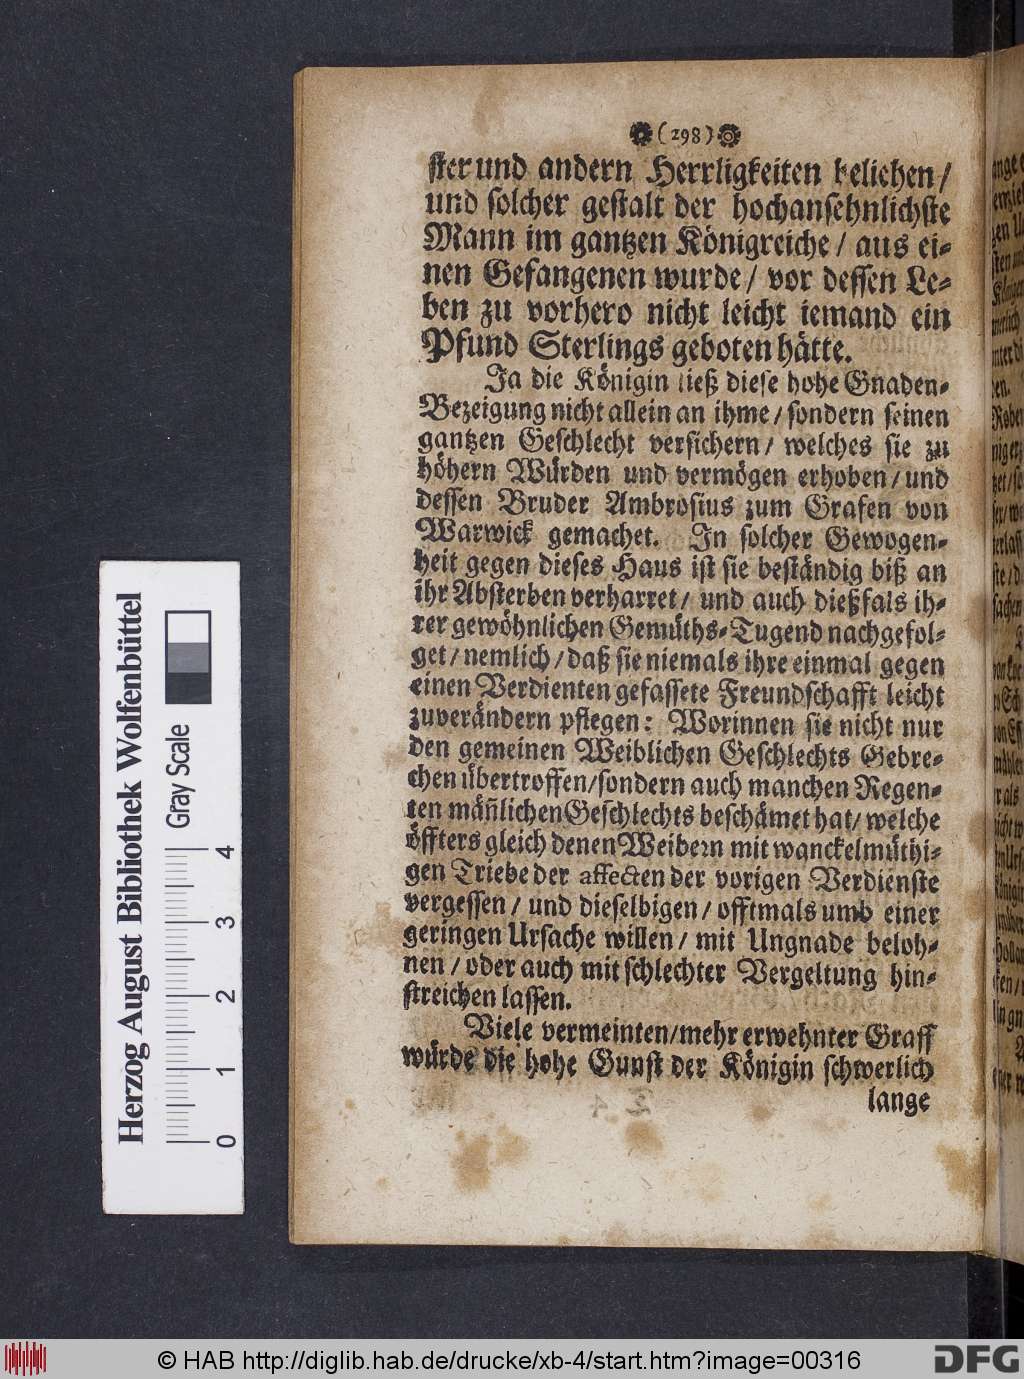 (298)
ster und andern Herrligkeiten beliehen/
und solcher gestalt der hochansehnlichste
Mann im gantzen Königreiche/ aus ei-
nen Gefangenen wurde/ vor dessen Le-
ben zu vorhero nicht leicht iemand ein
Pfund Sterlings geboten hätte.
Ja die Königin ließ diese hohe Gnaden-
Bezeigung nicht allein an ihme/ sondern seinen
gantzen Geschlecht versichern/ welches sie zu
höhern Würden und vermögen erhoben/ und
dessen Bruder Ambrosius zum Grafen von
Warwick gemachet. In solcher Gewogen-
heit gegen dieses Haus ist sie beständig biß an
ihr Absterben verharret/ und auch dießfals ih-
rer gewöhnlichen Gemüths-Tugend nachgefol-
get/ nemlich/ daß sie niemals ihre einmal gegen
einen Verdienten gefassete Freundschafft leicht
zuverändern pflegen: Worinnen sie nicht nur
den gemeinen Weiblichen Geschlechts Gebre-
chen übertroffen/ sondern auch manchen Regen-
ten mäñlichen Geschlechts beschämet hat/ welche
öffters gleich denen Weibern mit wanckelmüthi-
gen Triebe der affecten der vorigen Verdienste
vergessen/ und dieselbigen/ offtmals umb einer
geringen Ursache willen/ mit Ungnade beloh-
nen/ oder auch mit schlechter Vergeltung hin-
streichen lassen.
Viele vermeinten/ mehr erwehnter Graff
würde die hohe Gunst der Königin schwerlich
lange
Herzog August Bibliothek Wolfenbüttel
Gray Scale
0 1 2 3 4
© HAB http://diglib.hab.de/drucke/xb-4/start.htm?image=00316
DFG